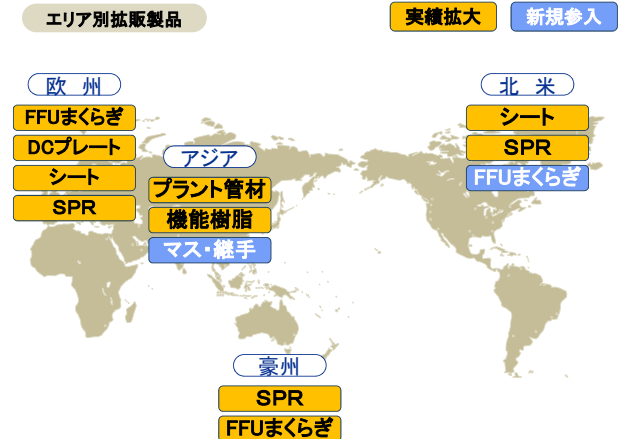 エリア別拡販製品
実績拡大
新規参入
欧 州
FFUまくらぎ
DCプレート
シート
SPR
アジア
プラント管材
機能樹脂
マス・継手
北 米
シート
SPR
FFUまくらぎ
豪州
SPR
FFUまくらぎ